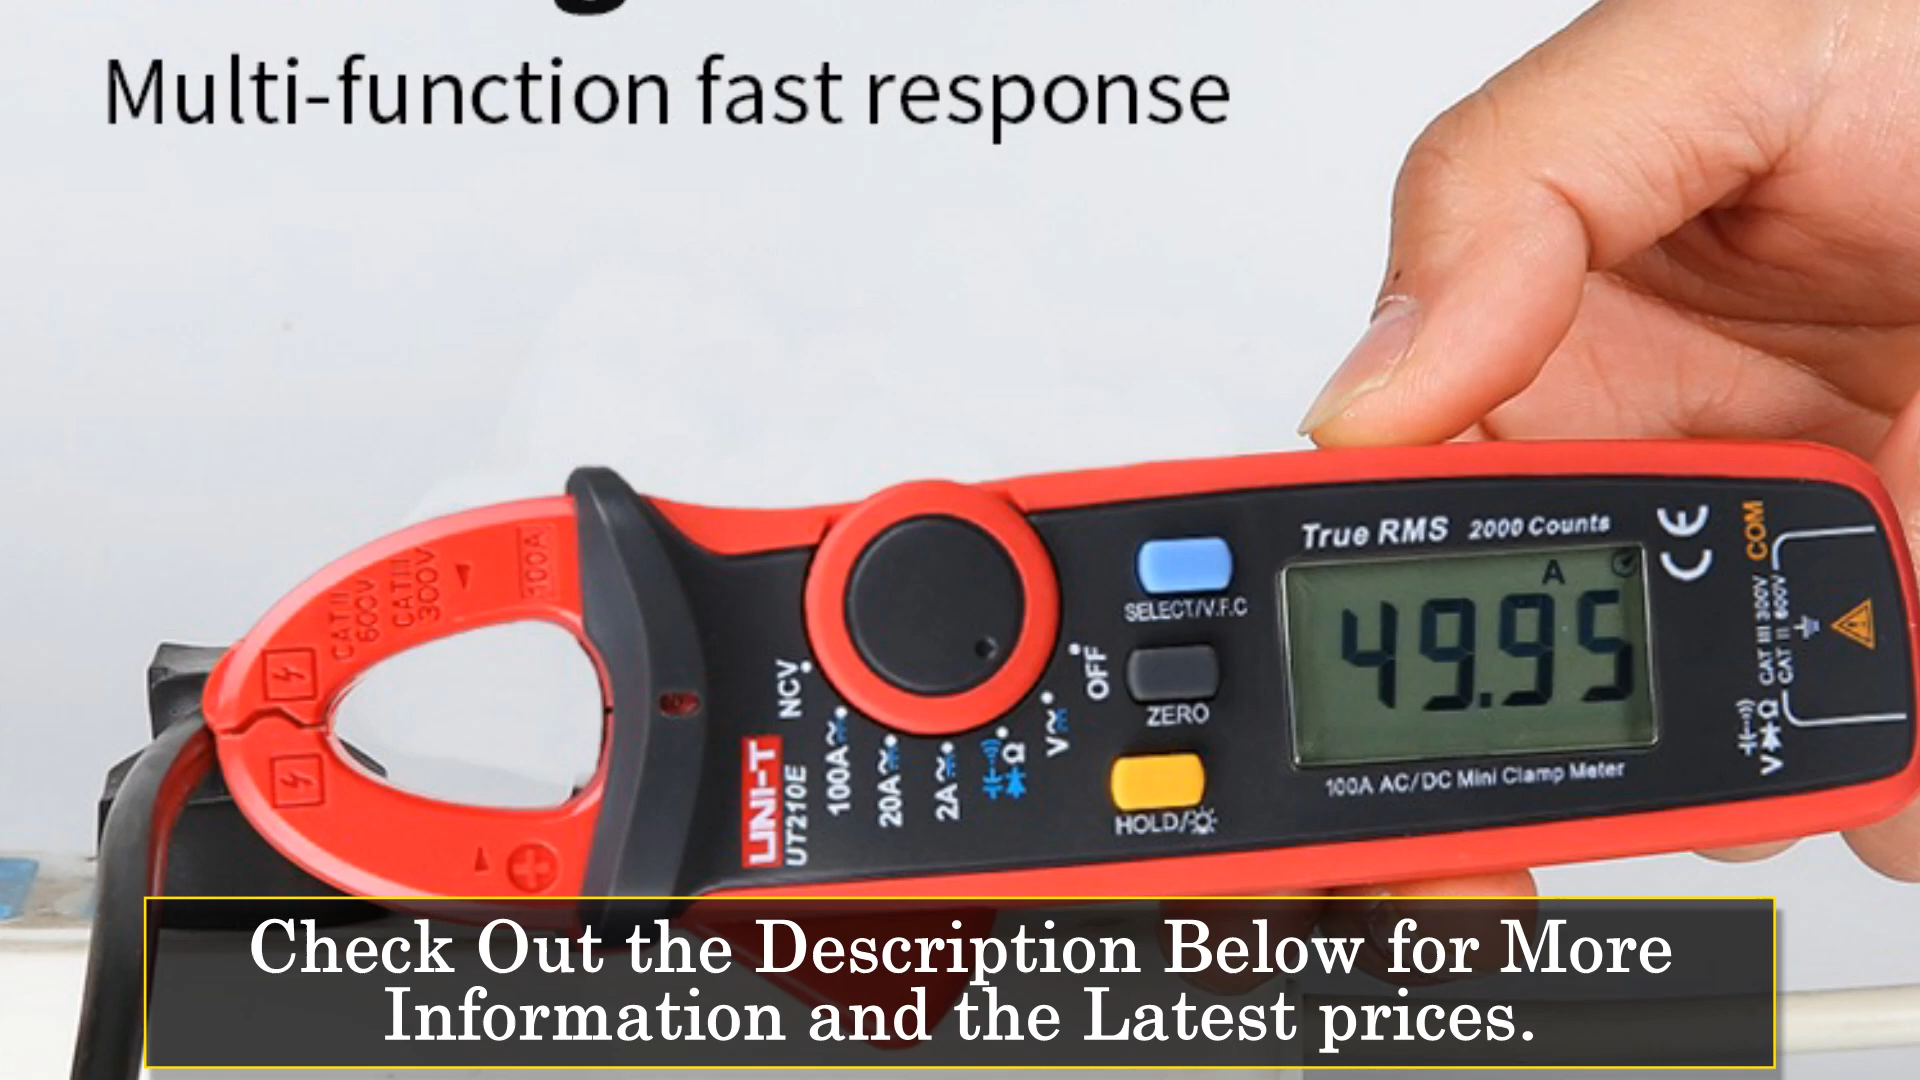 Multi-function fast response
100A
CAT III
300V
CAT II
600V
True RMS 2000 Counts
SELECT/V.F.C
A
49.95
COM
CAT III 300V
CAT II 600V
OFF
ZERO
NCV
V
Ω
2A
20A
100A
VΩ
UNI-T
UT210E
HOLD/
100A AC/DC Mini Clamp Meter
Check Out the Description Below for More
Information and the Latest prices.